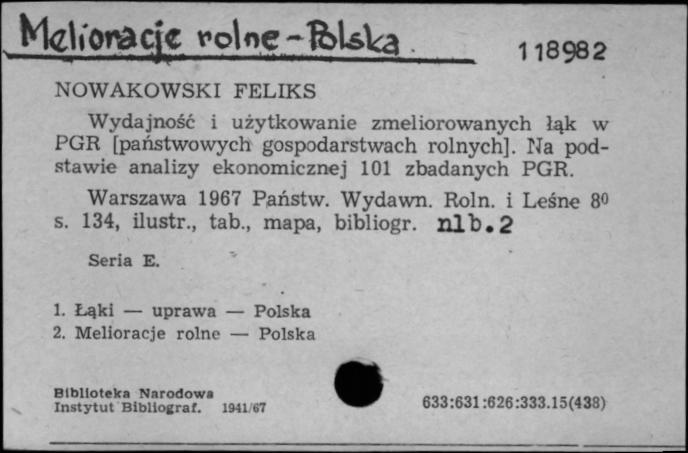 Melioracje rolne - Polska
118982
NOWAKOWSKI FELIKS
Wydajność i użytkowanie zmeliorowanych łąk w
PGR [państwowych gospodarstwach rolnych]. Na pod-
stawie analizy ekonomicznej 101 zbadanych PGR.
Warszawa 1967 Państw. Wydawn. Roln. i Leśne 8⁰
s. 134, ilustr., tab., mapa, bibliogr. nlb. 2
Seria E.
1. Łąki — uprawa — Polska
2. Melioracje rolne — Polska
Biblioteka Narodowa
Instytut Bibliograf. 1941/67
633:631:626:333.15(438)